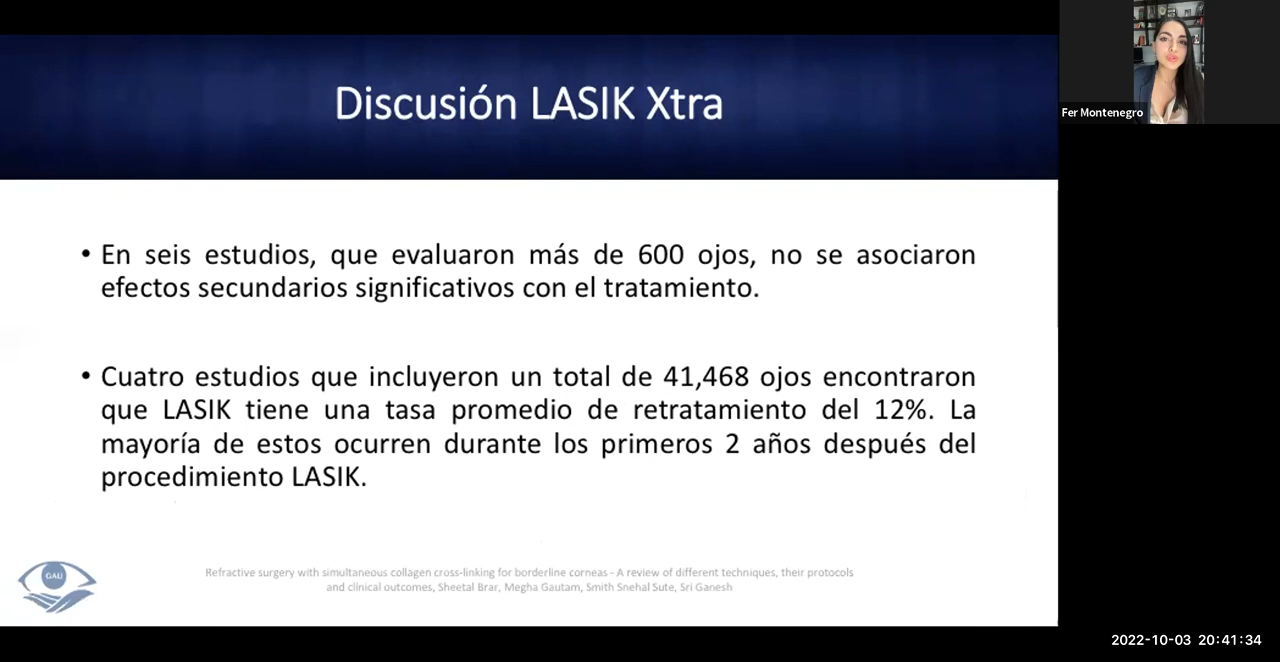 Discusión LASIK Xtra
Fer Montenegro
• En seis estudios, que evaluaron más de 600 ojos, no se asociaron
efectos secundarios significativos con el tratamiento.
• Cuatro estudios que incluyeron un total de 41,468 ojos encontraron
que LASIK tiene una tasa promedio de retratamiento del 12%. La
mayoría de estos ocurren durante los primeros 2 años después del
procedimiento LASIK.
GAU
Refractive surgery with simultaneous collagen cross-linking for borderline corneas - A review of different techniques, their protocols
and clinical outcomes, Sheetal Brar, Megha Gautam, Smith Snehal Sute, Sri Ganesh
2022-10-03 20:41:34